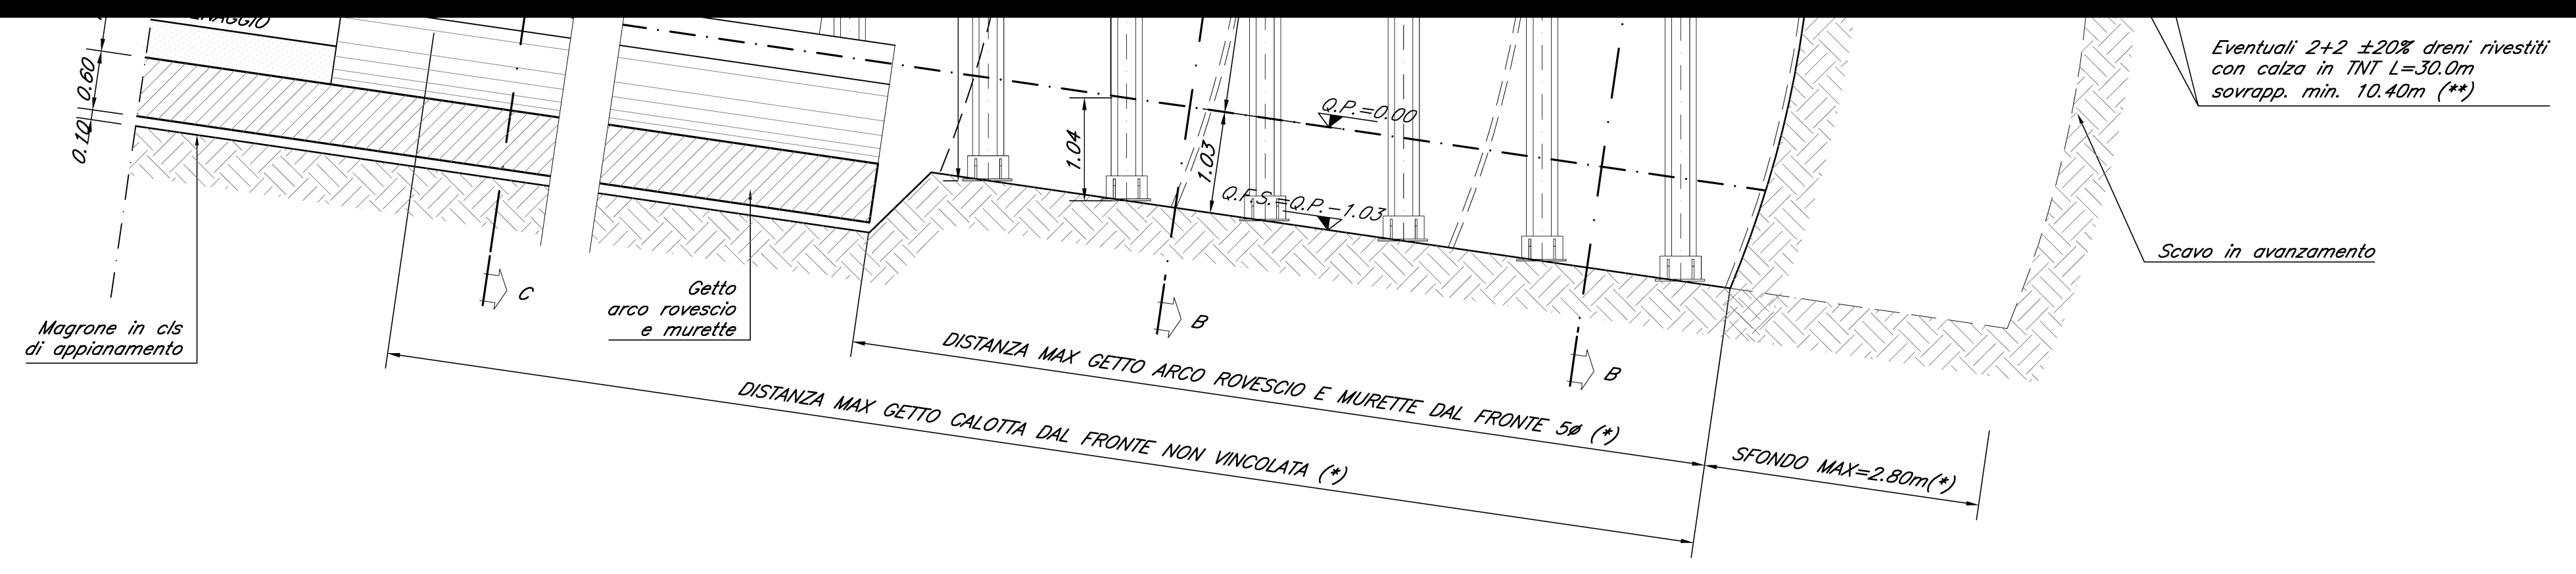 Eventuali 2+2 ±20% dreni rivestiti
con calza in TNT L=30.0m
sovrapp. min. 10.40m (**)
0.60
0.10
1.04
1.03
Q.P.=0.00
Q.F.S.=Q.P.-1.03
Scavo in avanzamento
C
B
B
Getto
arco rovescio
e murette
Magrone in cls
di appianamento
DISTANZA MAX GETTO ARCO ROVESCIO E MURETTE DAL FRONTE 5ø (*)
DISTANZA MAX GETTO CALOTTA DAL FRONTE NON VINCOLATA (*)
SFONDO MAX=2.80m(*)